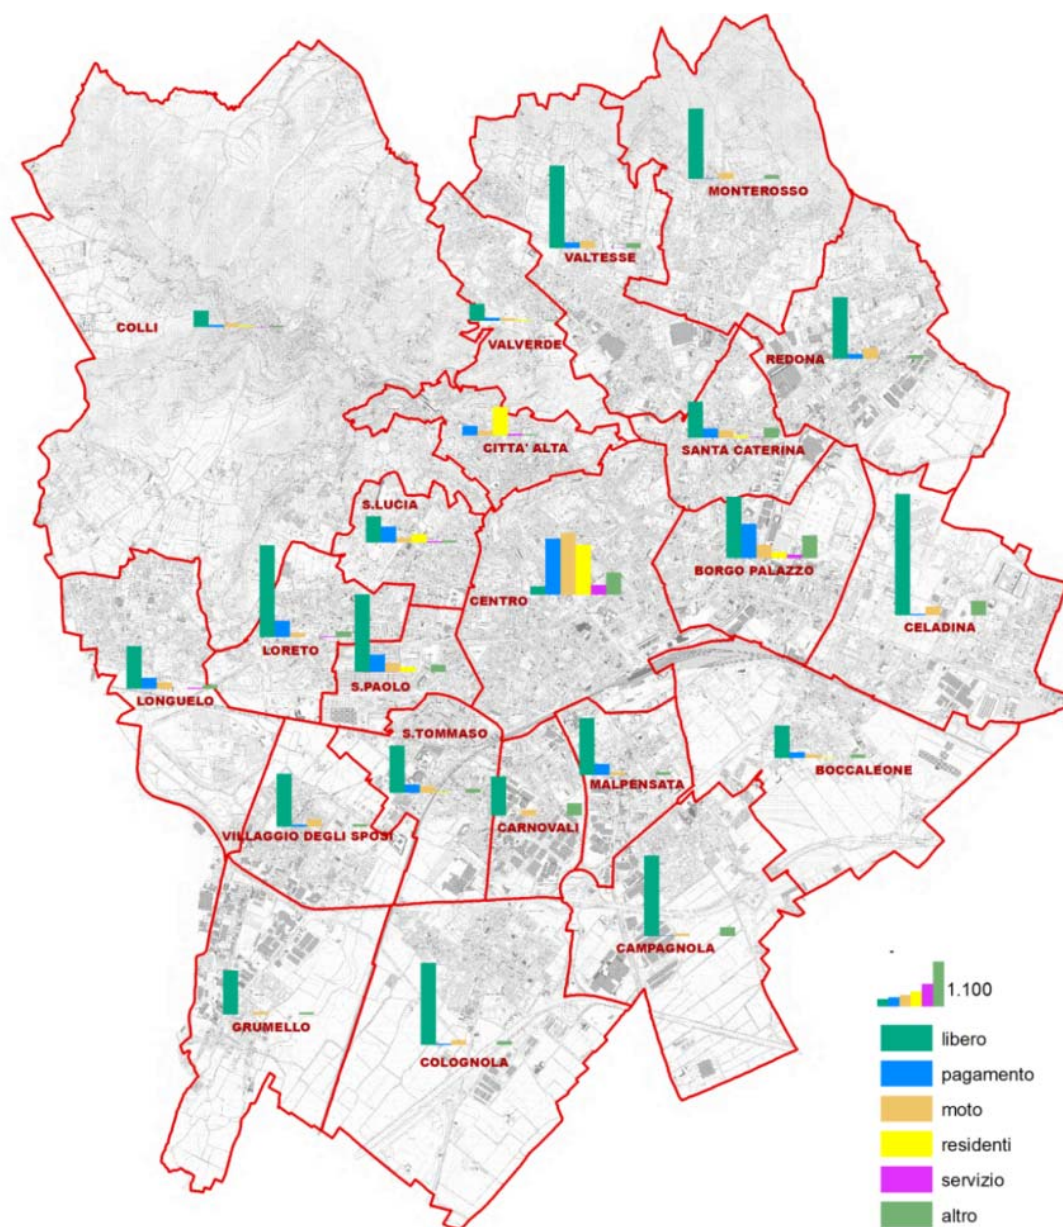 MONTEROSSO
VALTESSE
COLLI
VALVERDE
REDONA
CITTA' ALTA
SANTA CATERINA
S.LUCIA
BORGO PALAZZO
CENTRO
CELADINA
LORETO
S.PAOLO
LONGUELO
S.TOMMASO
BOCCALEONE
MALPENSATA
CARNOVALI
VILLAGGIO DEGLI SPOSI
CAMPAGNOLA
GRUMELLO
COLOGNOLA
-
1.100
libero
pagamento
moto
residenti
servizio
altro